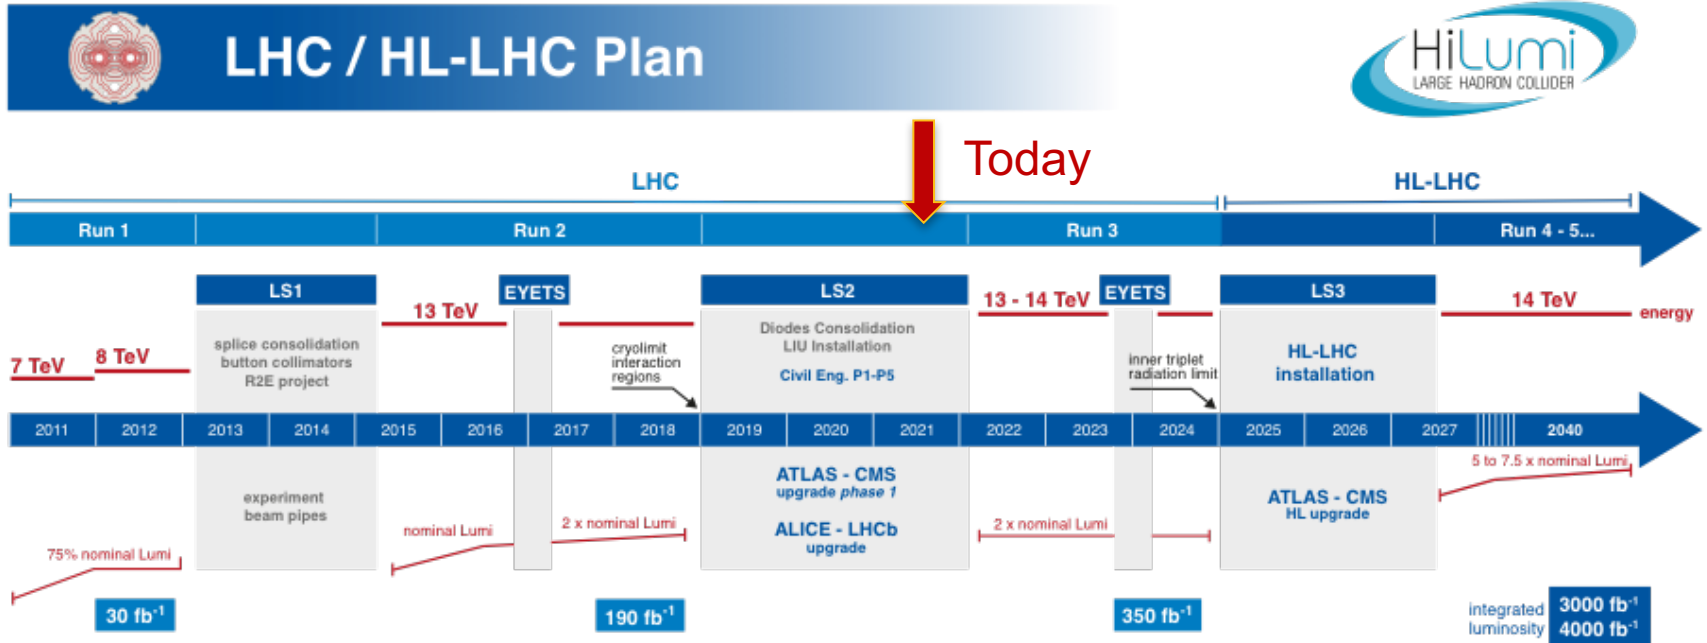 LHC / HL-LHC Plan
HiLumi
LARGE HADRON COLLIDER
Today
LHC
HL-LHC
Run 1
Run 2
Run 3
Run 4 - 5...
LS1
EYETS
LS2
EYETS
LS3
7 TeV
8 TeV
13 TeV
13 - 14 TeV
14 TeV
energy
splice consolidation
button collimators
R2E project
cryolimit
interaction
regions
Diodes Consolidation
LIU Installation
Civil Eng. P1-P5
inner triplet
radiation limit
HL-LHC
installation
2011 2012 2013 2014 2015 2016 2017 2018 2019 2020 2021 2022 2023 2024 2025 2026 2027 2040
experiment
beam pipes
ATLAS - CMS
upgrade phase 1
ALICE - LHCb
upgrade
ATLAS - CMS
HL upgrade
75% nominal Lumi
nominal Lumi
2 x nominal Lumi
2 x nominal Lumi
5 to 7.5 x nominal Lumi
30 fb⁻¹
190 fb⁻¹
350 fb⁻¹
integrated
luminosity
3000 fb⁻¹
4000 fb⁻¹